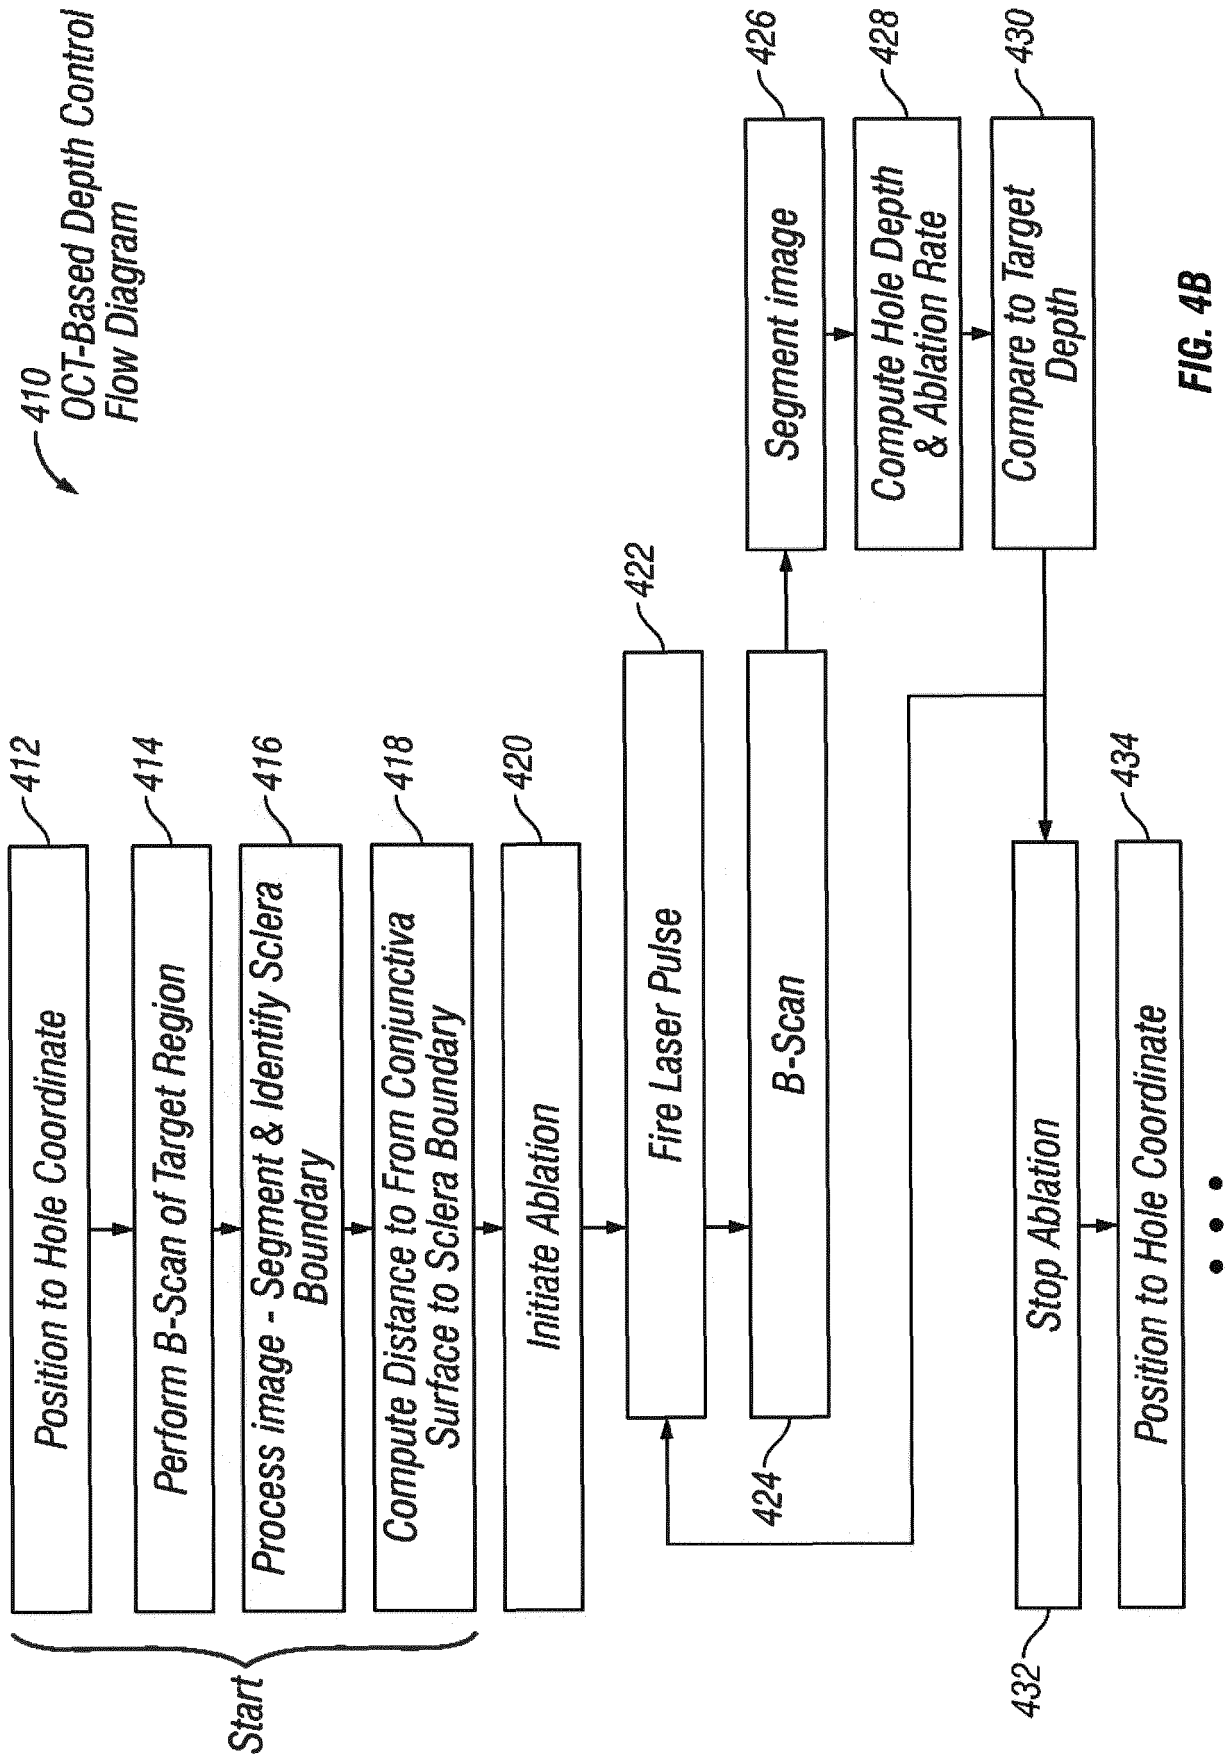 410
OCT-Based Depth Control
Flow Diagram
Start
412
Position to Hole Coordinate
414
Perform B-Scan of Target Region
416
Process image - Segment & Identify Sclera
Boundary
418
Compute Distance to From Conjunctiva
Surface to Sclera Boundary
420
Initiate Ablation
422
Fire Laser Pulse
424
B-Scan
426
Segment image
428
Compute Hole Depth
& Ablation Rate
430
Compare to Target
Depth
432
Stop Ablation
434
Position to Hole Coordinate
• • •
FIG. 4B